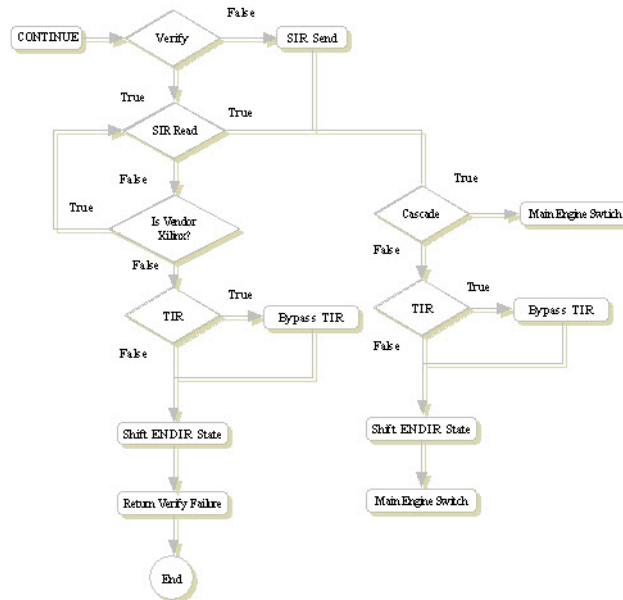 False
CONTINUE
Verify
SIR Send
True
True
SIR Read
True
False
True
Is Vendor
Xilinx?
Cascade
Main Engine Swtich
False
False
TIR
True
Bypass TIR
TIR
True
Bypass TIR
False
False
Shift ENDIR State
Shift ENDIR State
Return Verify Failure
Main Engine Switch
End